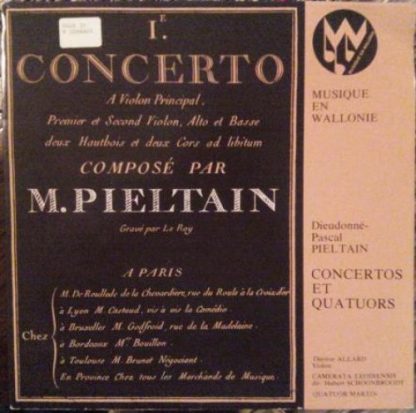 I.E
CONCERTO
A Violon Principal.
Premier et Second Violon, Alto et Basse
deux Hautbois et deux Cors ad libitum
COMPOSÉ PAR
M. PIELTAIN
Gravé par Le Roy
A PARIS
Chez
M. De Roullede de la Chevardiere, rue du Roule à la Croix d'or
à Lyon M. Castaud, vis à vis la Comédie
à Bruxelles M. Godfroid, rue de la Madelaine.
à Bordeaux Mrs Bouillon.
à Toulouse M. Brunet Négociant.
En Province Chez tous les Marchands de Musique.
MUSIQUE
EN
WALLONIE
Dieudonné-
Pascal
PIELTAIN
CONCERTOS
ET
QUATUORS
Thérèse ALLARD
Violon
CAMERATA LEODIENSIS
dir. Hubert SCHOONBROODT
QUATUOR MARTIN